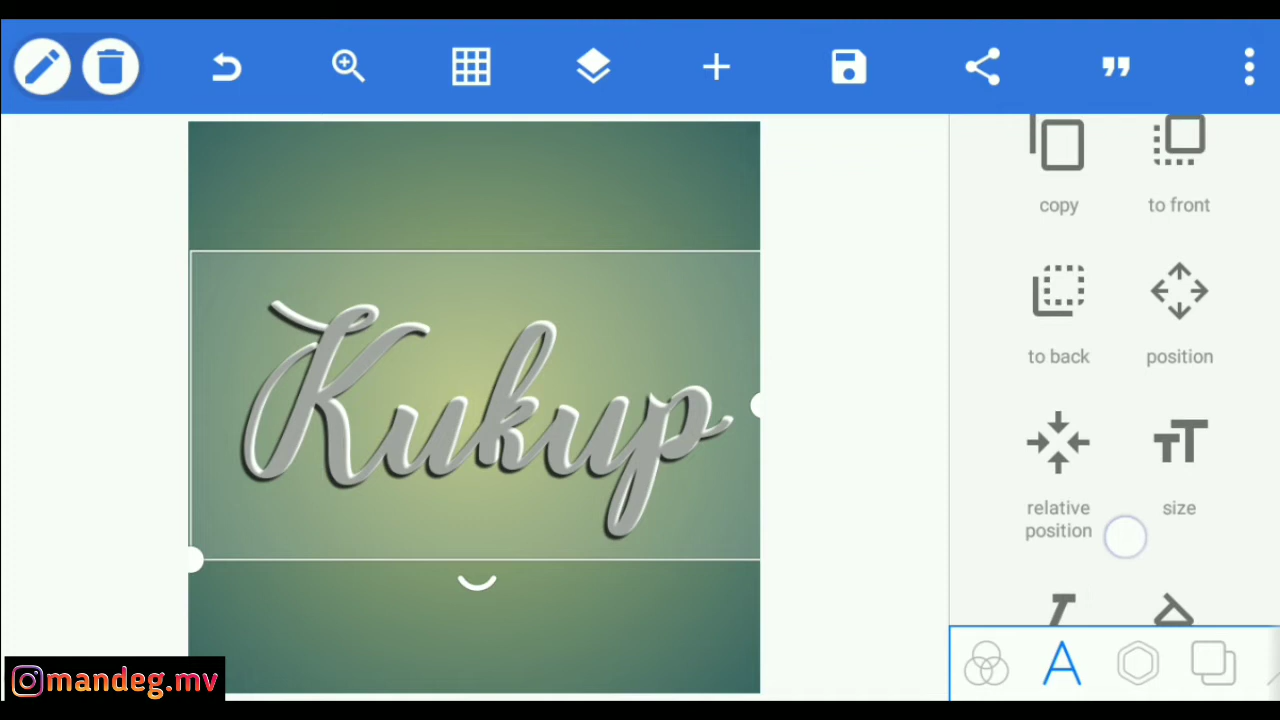 Kukup
copy
to front
to back
position
relative
position
size
mandeg.mv